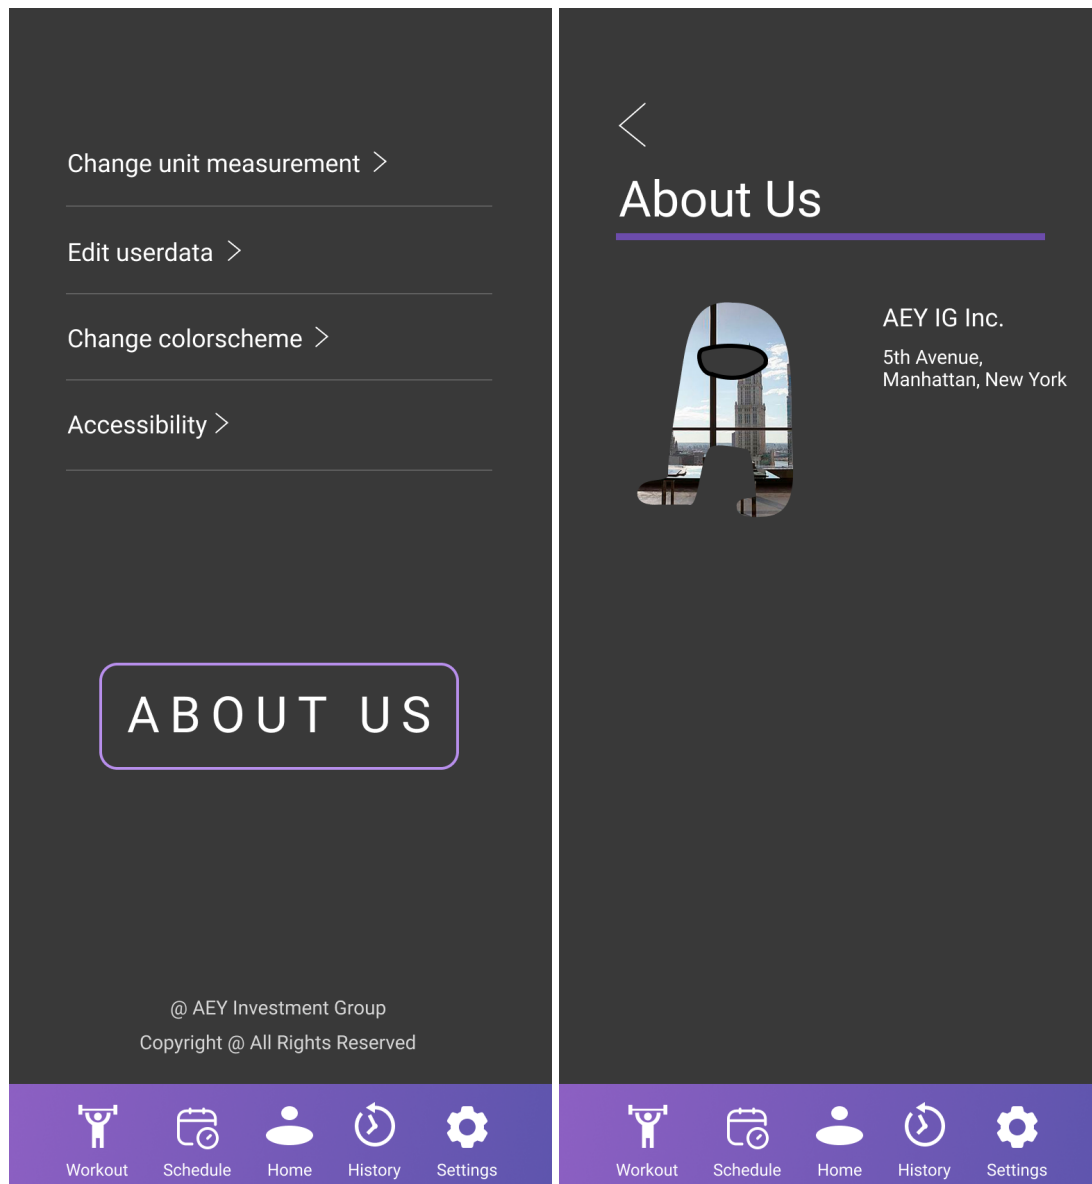 Change unit measurement
Edit userdata
Change colorscheme
Accessibility
ABOUT US
@ AEY Investment Group
Copyright @ All Rights Reserved
Workout
Schedule
Home
History
Settings
About Us
AEY IG Inc.
5th Avenue,
Manhattan, New York
Workout
Schedule
Home
History
Settings